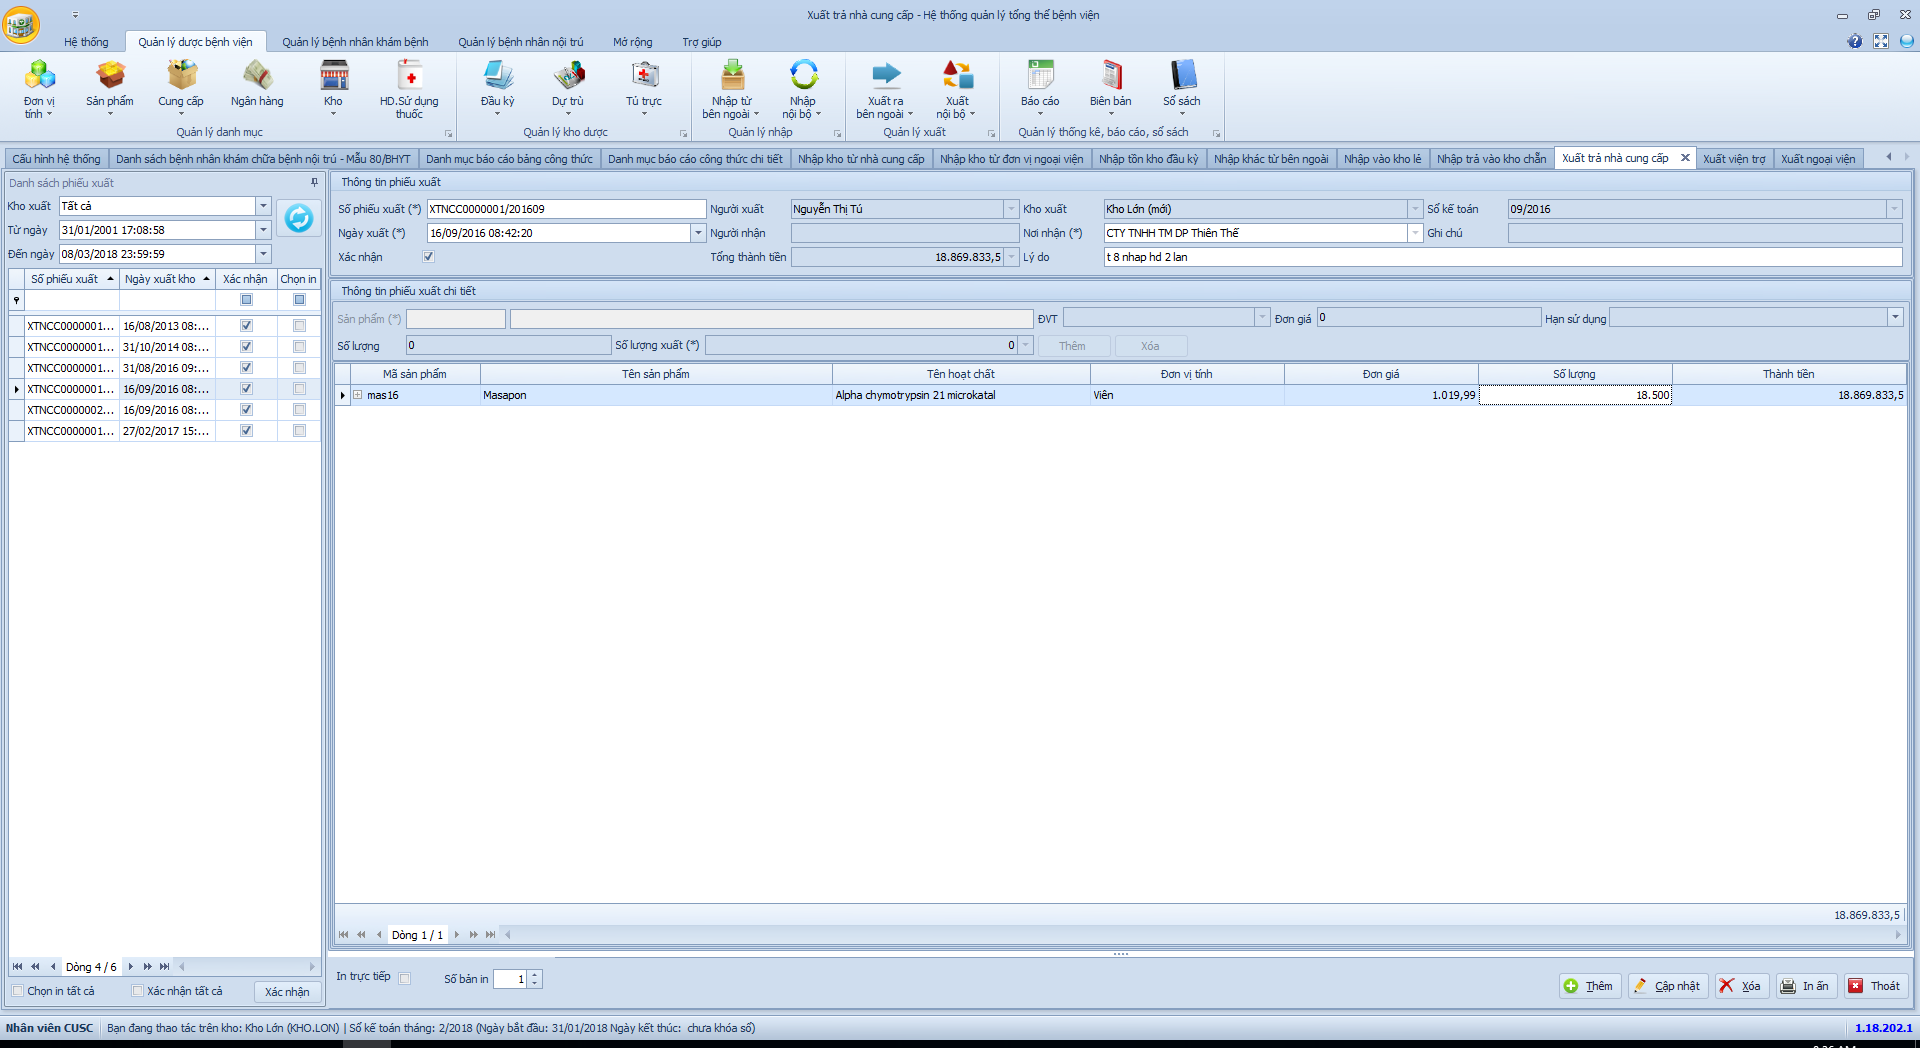 Xuất trả nhà cung cấp - Hệ thống quản lý tổng thể bệnh viện
Hệ thống Quản lý dược bệnh viện Quản lý bệnh nhân khám bệnh Quản lý bệnh nhân nội trú Mở rộng Trợ giúp
Đơn vị tính Sản phẩm Cung cấp Ngân hàng Kho HD.Sử dụng thuốc Đầu kỳ Dự trù Tủ trực Nhập từ bên ngoài Nhập nội bộ Xuất ra bên ngoài Xuất nội bộ Báo cáo Biên bản Sổ sách
Quản lý danh mục Quản lý kho dược Quản lý nhập Quản lý xuất Quản lý thống kê, báo cáo, sổ sách
Cấu hình hệ thống Danh sách bệnh nhân khám chữa bệnh nội trú - Mẫu 80/BHYT Danh mục báo cáo bảng công thức Danh mục báo cáo công thức chi tiết Nhập kho từ nhà cung cấp Nhập kho từ đơn vị ngoại viện Nhập tồn kho đầu kỳ Nhập khác từ bên ngoài Nhập vào kho lẻ Nhập trả vào kho chẵn Xuất trả nhà cung cấp Xuất viện trợ Xuất ngoại viện
Danh sách phiếu xuất
Kho xuất Tất cả
Từ ngày 31/01/2001 17:08:58
Đến ngày 08/03/2018 23:59:59
Số phiếu xuất Ngày xuất kho Xác nhận Chọn in
XTNCC0000001... 16/08/2013 08:...
XTNCC0000001... 31/10/2014 08:...
XTNCC0000001... 31/08/2016 09:...
XTNCC0000001... 16/09/2016 08:...
XTNCC0000002... 16/09/2016 08:...
XTNCC0000001... 27/02/2017 15:...
Dòng 4 / 6
Chọn in tất cả Xác nhận tất cả Xác nhận
Thông tin phiếu xuất
Số phiếu xuất (*) XTNCC0000001/201609 Người xuất Nguyễn Thị Tú Kho xuất Kho Lớn (mới) Số kế toán 09/2016
Ngày xuất (*) 16/09/2016 08:42:20 Người nhận Nơi nhận (*) CTY TNHH TM DP Thiên Thế Ghi chú
Xác nhận Tổng thành tiền 18.869.833,5 Lý do t 8 nhap hd 2 lan
Thông tin phiếu xuất chi tiết
Sản phẩm (*) ĐVT Đơn giá 0 Hạn sử dụng
Số lượng 0 Số lượng xuất (*) 0 Thêm Xóa
Mã sản phẩm Tên sản phẩm Tên hoạt chất Đơn vị tính Đơn giá Số lượng Thành tiền
mas16 Masapon Alpha chymotrypsin 21 microkatal Viên 1.019,99 18.500 18.869.833,5
18.869.833,5
Dòng 1 / 1
In trực tiếp Số bản in 1
Thêm Cập nhật Xóa In ấn Thoát
Nhân viên CUSC Bạn đang thao tác trên kho: Kho Lớn (KHO.LON) | Số kế toán tháng: 2/2018 (Ngày bắt đầu: 31/01/2018 Ngày kết thúc: chưa khóa sổ) 1.18.202.1